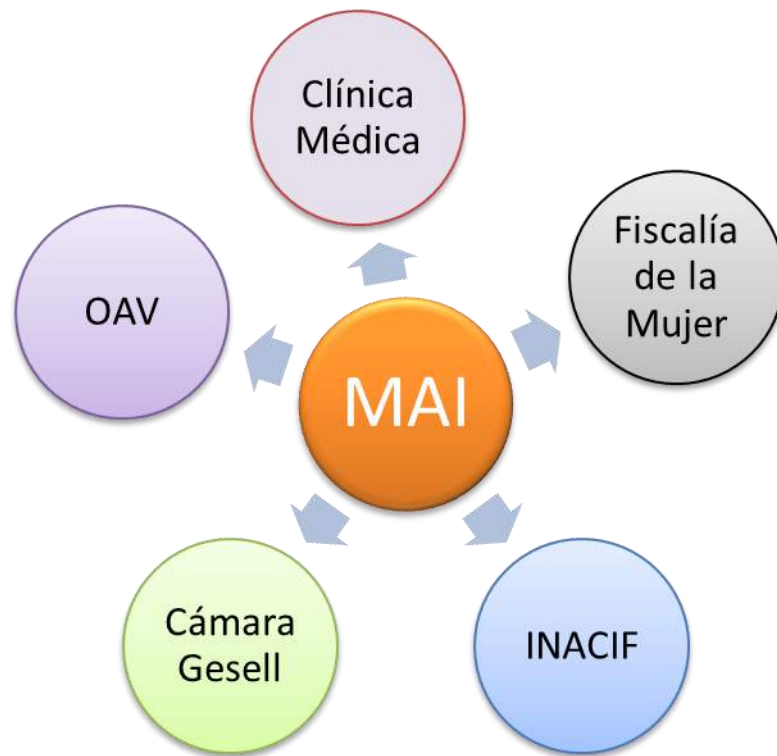 Clínica
Médica
Fiscalía
de la
Mujer
OAV
MAI
Cámara
Gesell
INACIF